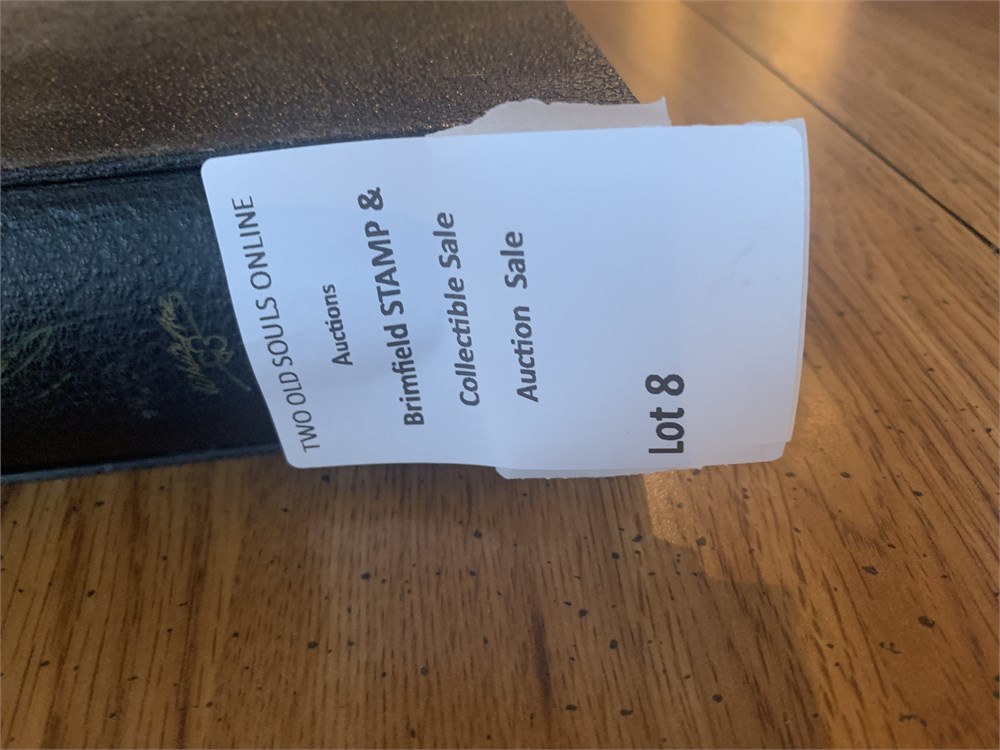 TWO OLD SOULS ONLINE
Auctions
Brimfield STAMP &
Collectible Sale
Auction Sale
Lot 8